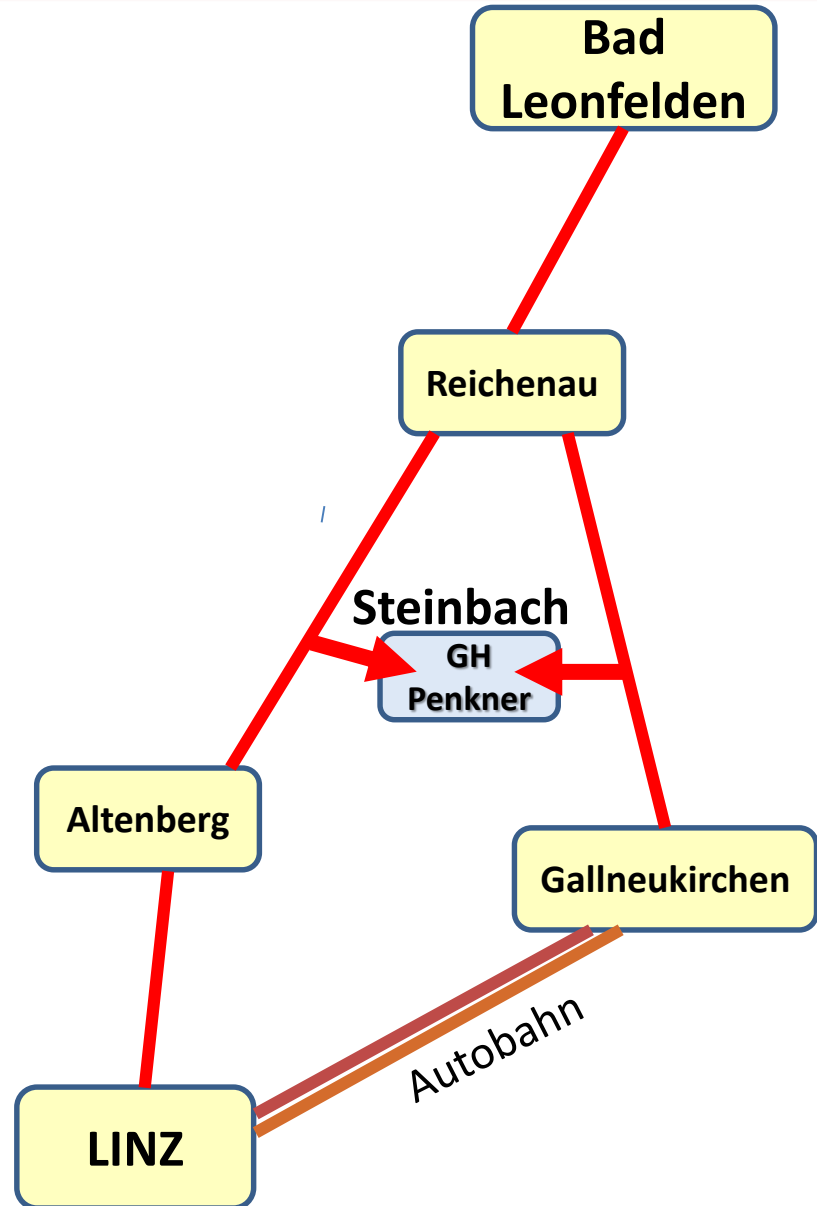 Bad
Leonfelden
Reichenau
Steinbach
GH
Penkner
Altenberg
Gallneukirchen
Autobahn
LINZ